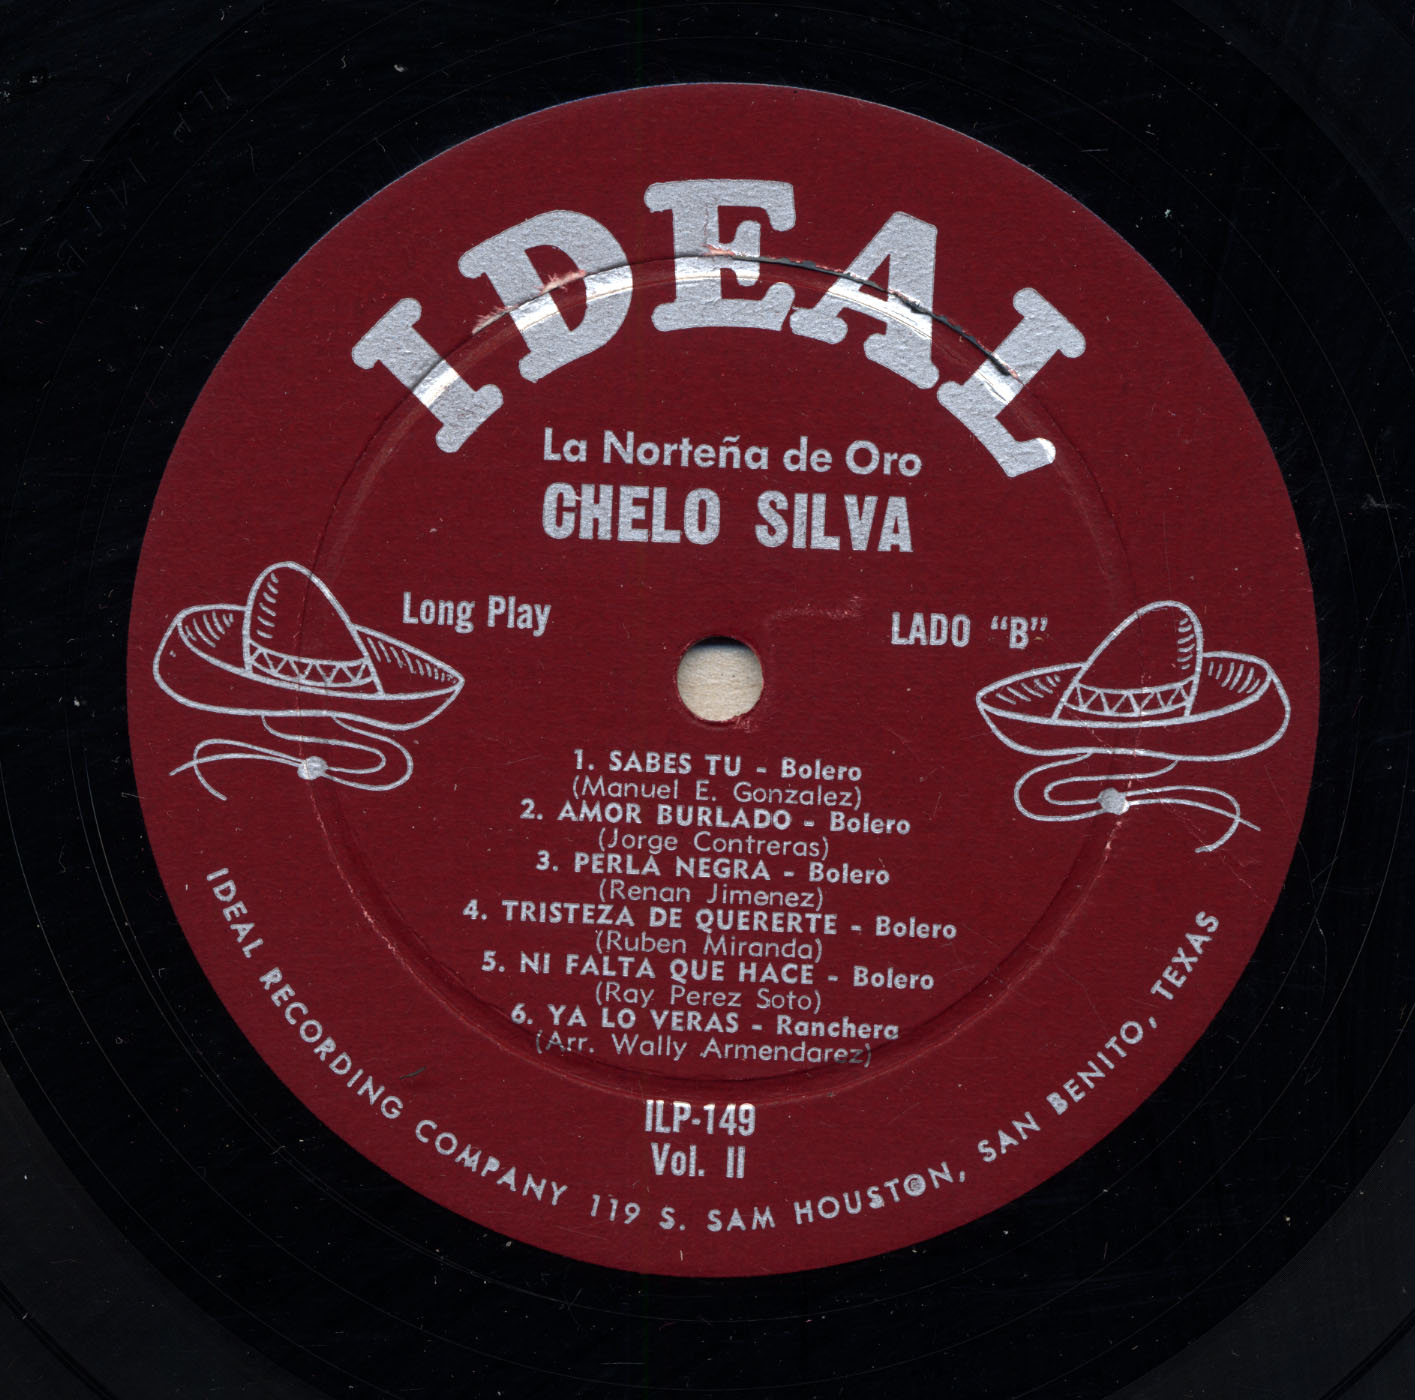 IDEAL
La Norteña de Oro
CHELO SILVA
Long Play
LADO "B"
1. SABES TU - Bolero
(Manuel E. Gonzalez)
2. AMOR BURLADO - Bolero
(Jorge Contreras)
3. PERLA NEGRA - Bolero
(Renan Jimenez)
4. TRISTEZA DE QUERERTE - Bolero
(Ruben Miranda)
5. NI FALTA QUE HACE - Bolero
(Ray Perez Soto)
6. YA LO VERAS - Ranchera
(Arr. Wally Armendarez)
ILP-149
Vol. II
IDEAL RECORDING COMPANY 119 S. SAM HOUSTON, SAN BENITO, TEXAS